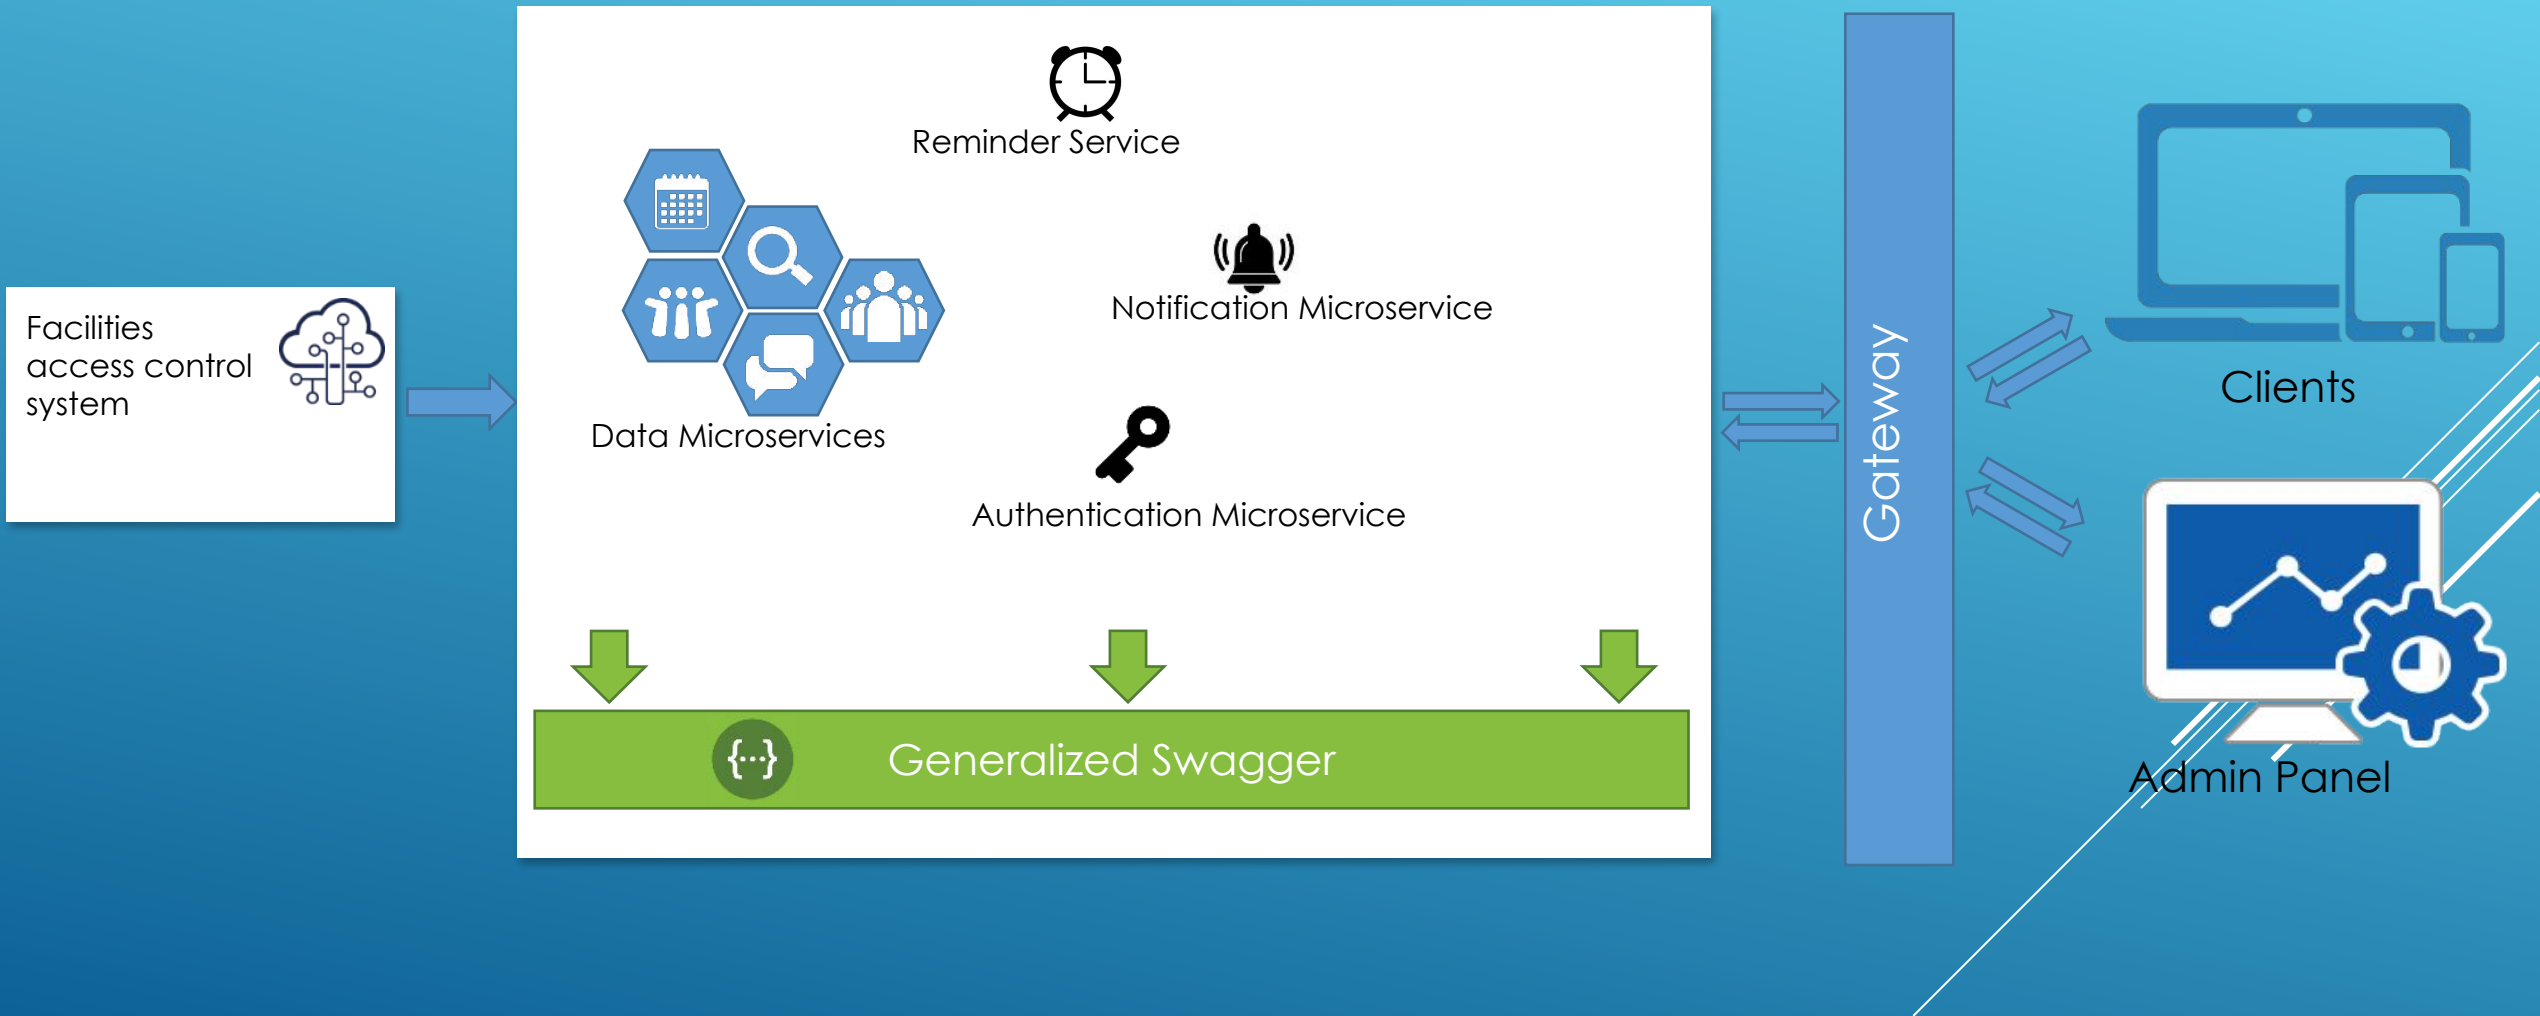 Facilities
access control
system
Reminder Service
Notification Microservice
Data Microservices
Authentication Microservice
{···}
Generalized Swagger
Gateway
Clients
Admin Panel